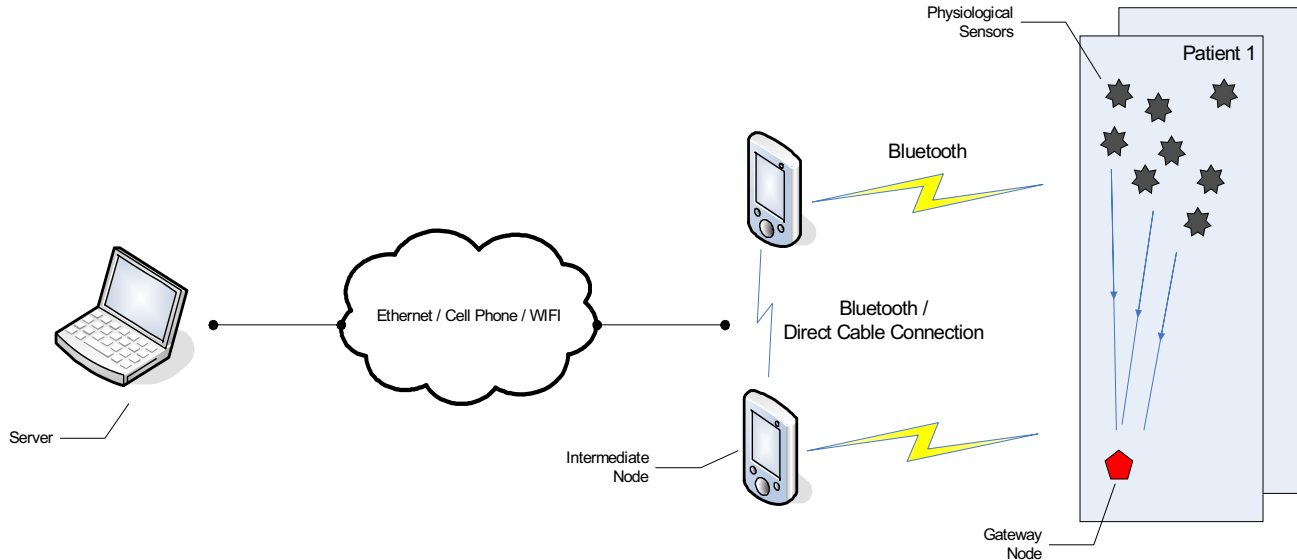 Physiological
Sensors
Patient 1
Bluetooth
Ethernet / Cell Phone / WIFI
Bluetooth /
Direct Cable Connection
Server
Intermediate
Node
Gateway
Node